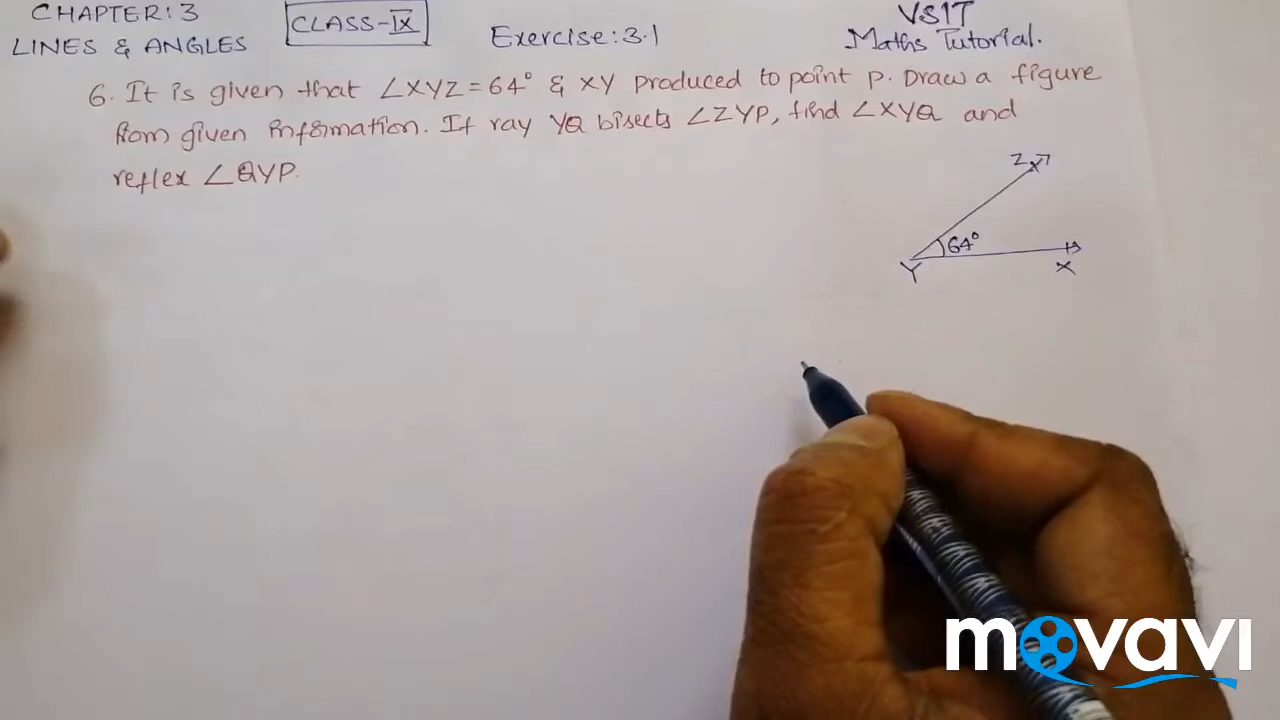 CHAPTER: 3
LINES & ANGLES
CLASS-IX
Exercise: 3.1
VSIT
Maths Tutorial.
6. It is given that ∠XYZ = 64° & XY produced to point P. Draw a figure
from given information. If ray YQ bisects ∠ZYP, find ∠XYQ and
reflex ∠QYP.
Z
64°
Y
X
movavi